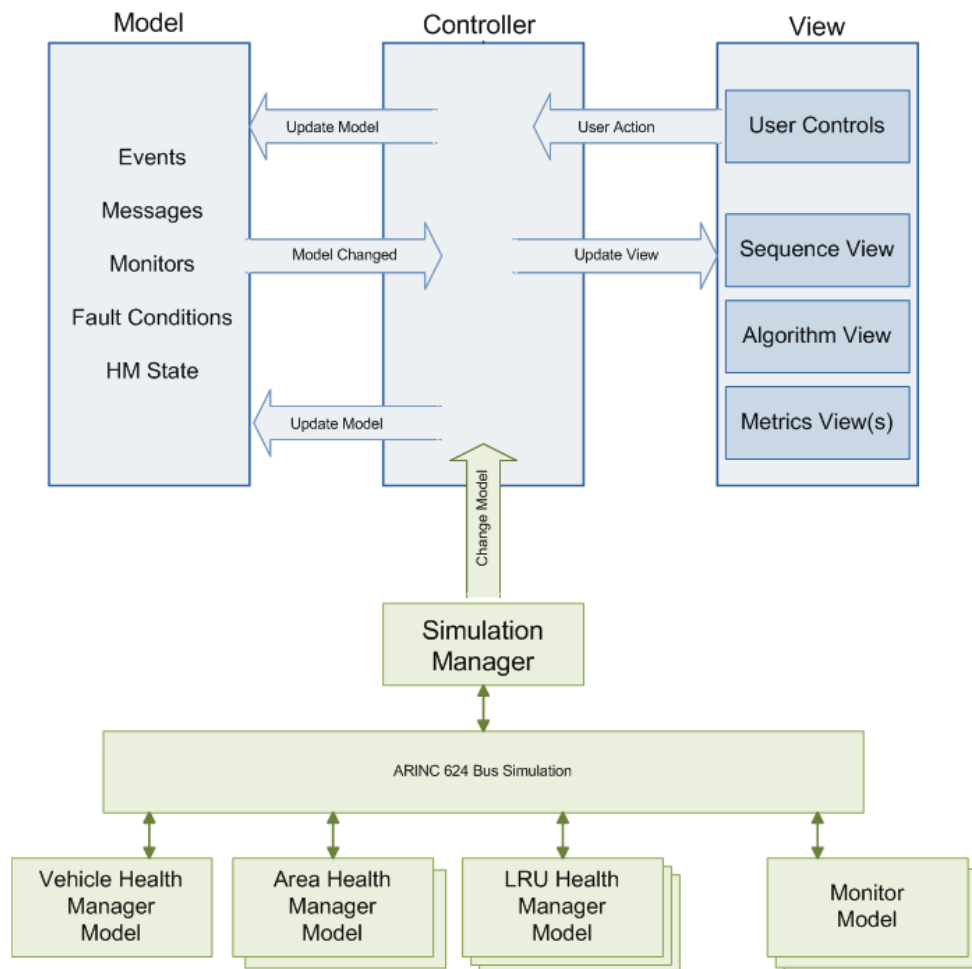 Model
Controller
View
Update Model
User Action
User Controls
Events
Messages
Monitors
Fault Conditions
HM State
Model Changed
Update View
Sequence View
Algorithm View
Metrics View(s)
Update Model
Change Model
Simulation
Manager
ARINC 624 Bus Simulation
Vehicle Health
Manager
Model
Area Health
Manager
Model
LRU Health
Manager
Model
Monitor
Model